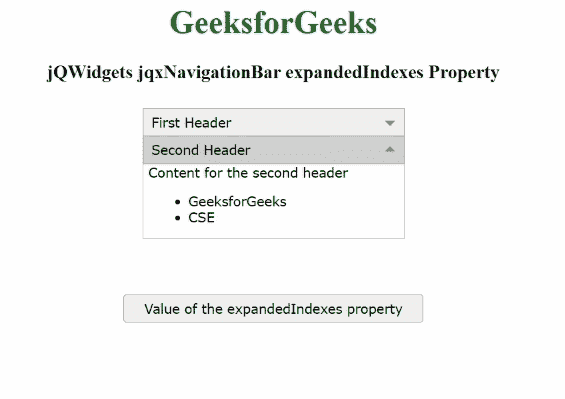 GeeksforGeeks
jQWidgets jqxNavigationBar expandedIndexes Property
First Header
Second Header
Content for the second header
GeeksforGeeks
CSE
Value of the expandedIndexes property